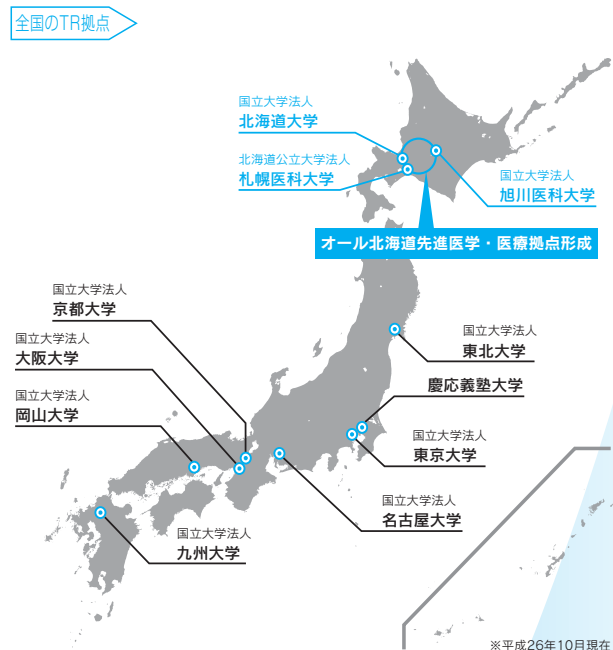 全国のTR拠点
国立大学法人
北海道大学
北海道公立大学法人
札幌医科大学
国立大学法人
旭川医科大学
オール北海道先進医学・医療拠点形成
国立大学法人
京都大学
国立大学法人
大阪大学
国立大学法人
岡山大学
国立大学法人
東北大学
慶応義塾大学
国立大学法人
東京大学
国立大学法人
名古屋大学
国立大学法人
九州大学
※平成26年10月現在